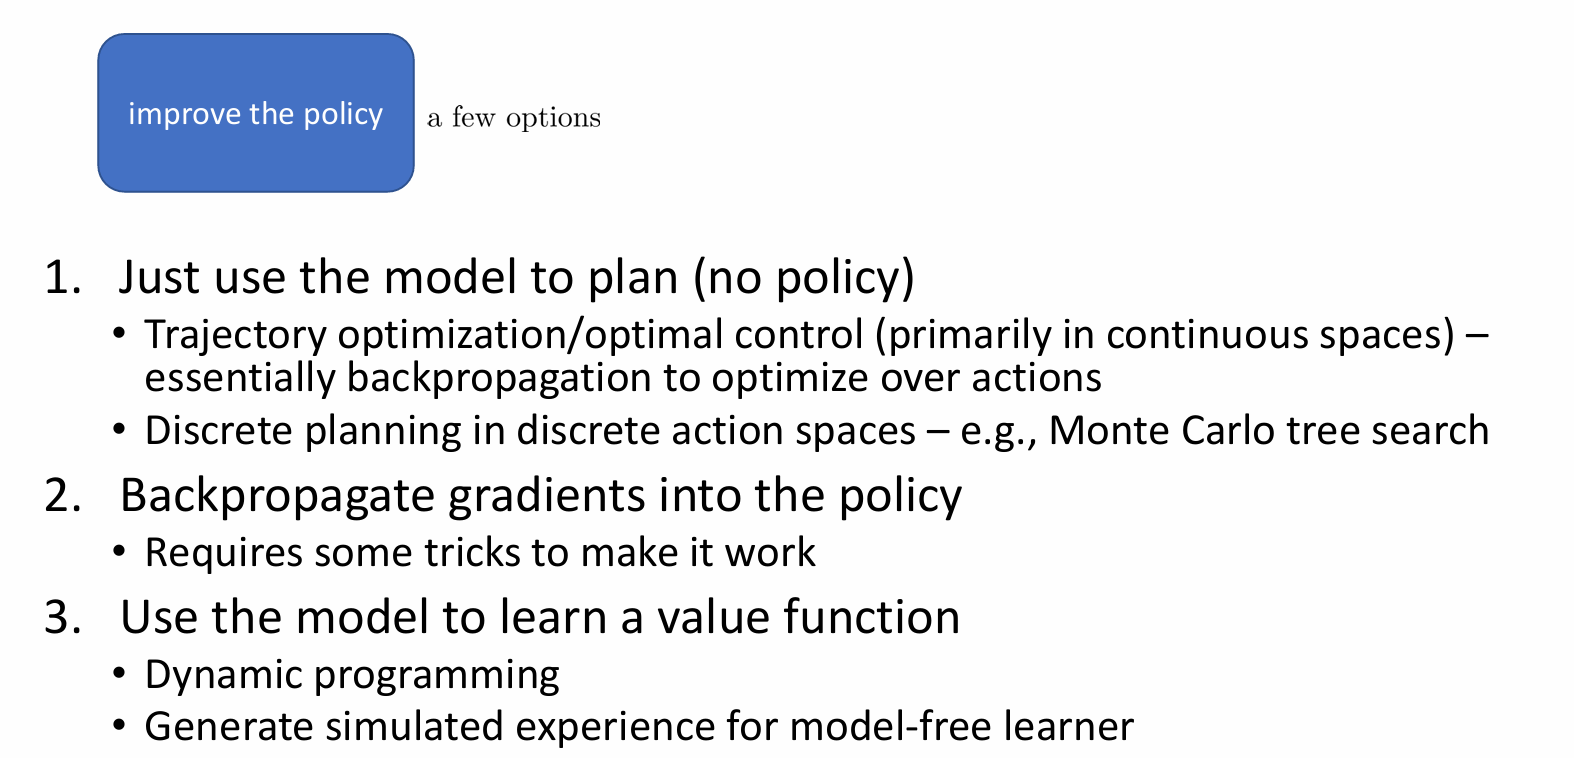 improve the policy
a few options
1. Just use the model to plan (no policy)
• Trajectory optimization/optimal control (primarily in continuous spaces) –
essentially backpropagation to optimize over actions
• Discrete planning in discrete action spaces – e.g., Monte Carlo tree search
2. Backpropagate gradients into the policy
• Requires some tricks to make it work
3. Use the model to learn a value function
• Dynamic programming
• Generate simulated experience for model-free learner